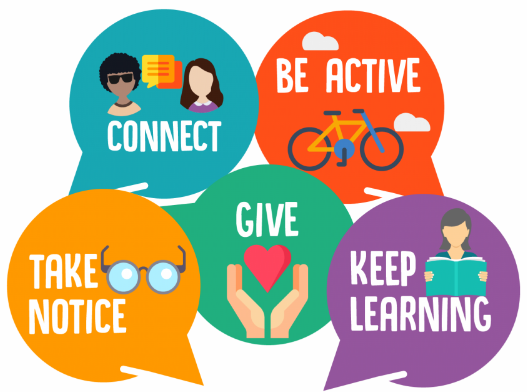 CONNECT
BE ACTIVE
TAKE
NOTICE
GIVE
KEEP
LEARNING